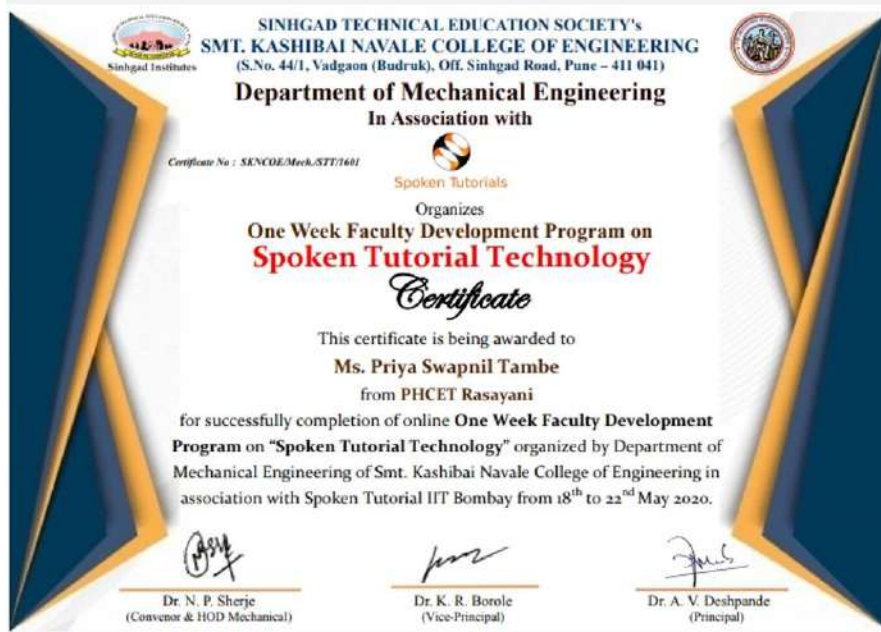 SINHGAD TECHNICAL EDUCATION SOCIETY's
SMT. KASHIBAI NAVALE COLLEGE OF ENGINEERING
(S.No. 44/1, Vadgaon (Budruk), Off. Sinhgad Road, Pune – 411 041)
Sinhgad Institutes
Department of Mechanical Engineering
In Association with
Certificate No : SKNCOE/Mech./STT/1601
Spoken Tutorials
Organizes
One Week Faculty Development Program on
Spoken Tutorial Technology
Certificate
This certificate is being awarded to
Ms. Priya Swapnil Tambe
from PHCET Rasayani
for successfully completion of online One Week Faculty Development
Program on “Spoken Tutorial Technology” organized by Department of
Mechanical Engineering of Smt. Kashibai Navale College of Engineering in
association with Spoken Tutorial IIT Bombay from 18th to 22nd May 2020.
Dr. N. P. Sherje
(Convenor & HOD Mechanical)
Dr. K. R. Borole
(Vice-Principal)
Dr. A. V. Deshpande
(Principal)